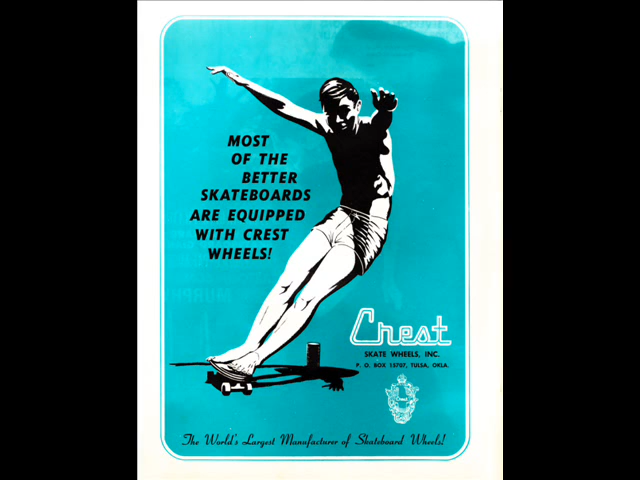 MOST
OF THE
BETTER
SKATEBOARDS
ARE EQUIPPED
WITH CREST
WHEELS!
Crest
SKATE WHEELS, INC.
P. O. BOX 15707, TULSA, OKLA.
The World's Largest Manufacturer of Skateboard Wheels!